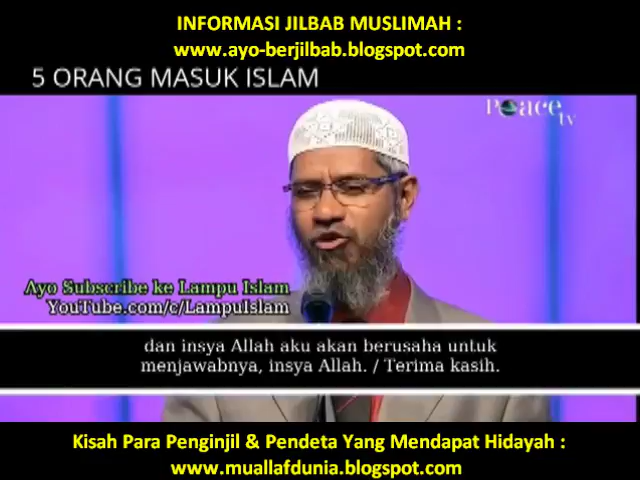 INFORMASI JILBAB MUSLIMAH :
www.ayo-berjilbab.blogspot.com
5 ORANG MASUK ISLAM
Peace tv
Ayo Subscribe ke Lampu Islam
YouTube.com/c/LampuIslam
dan insya Allah aku akan berusaha untuk
menjawabnya, insya Allah. / Terima kasih.
Kisah Para Penginjil & Pendeta Yang Mendapat Hidayah :
www.muallafdunia.blogspot.com